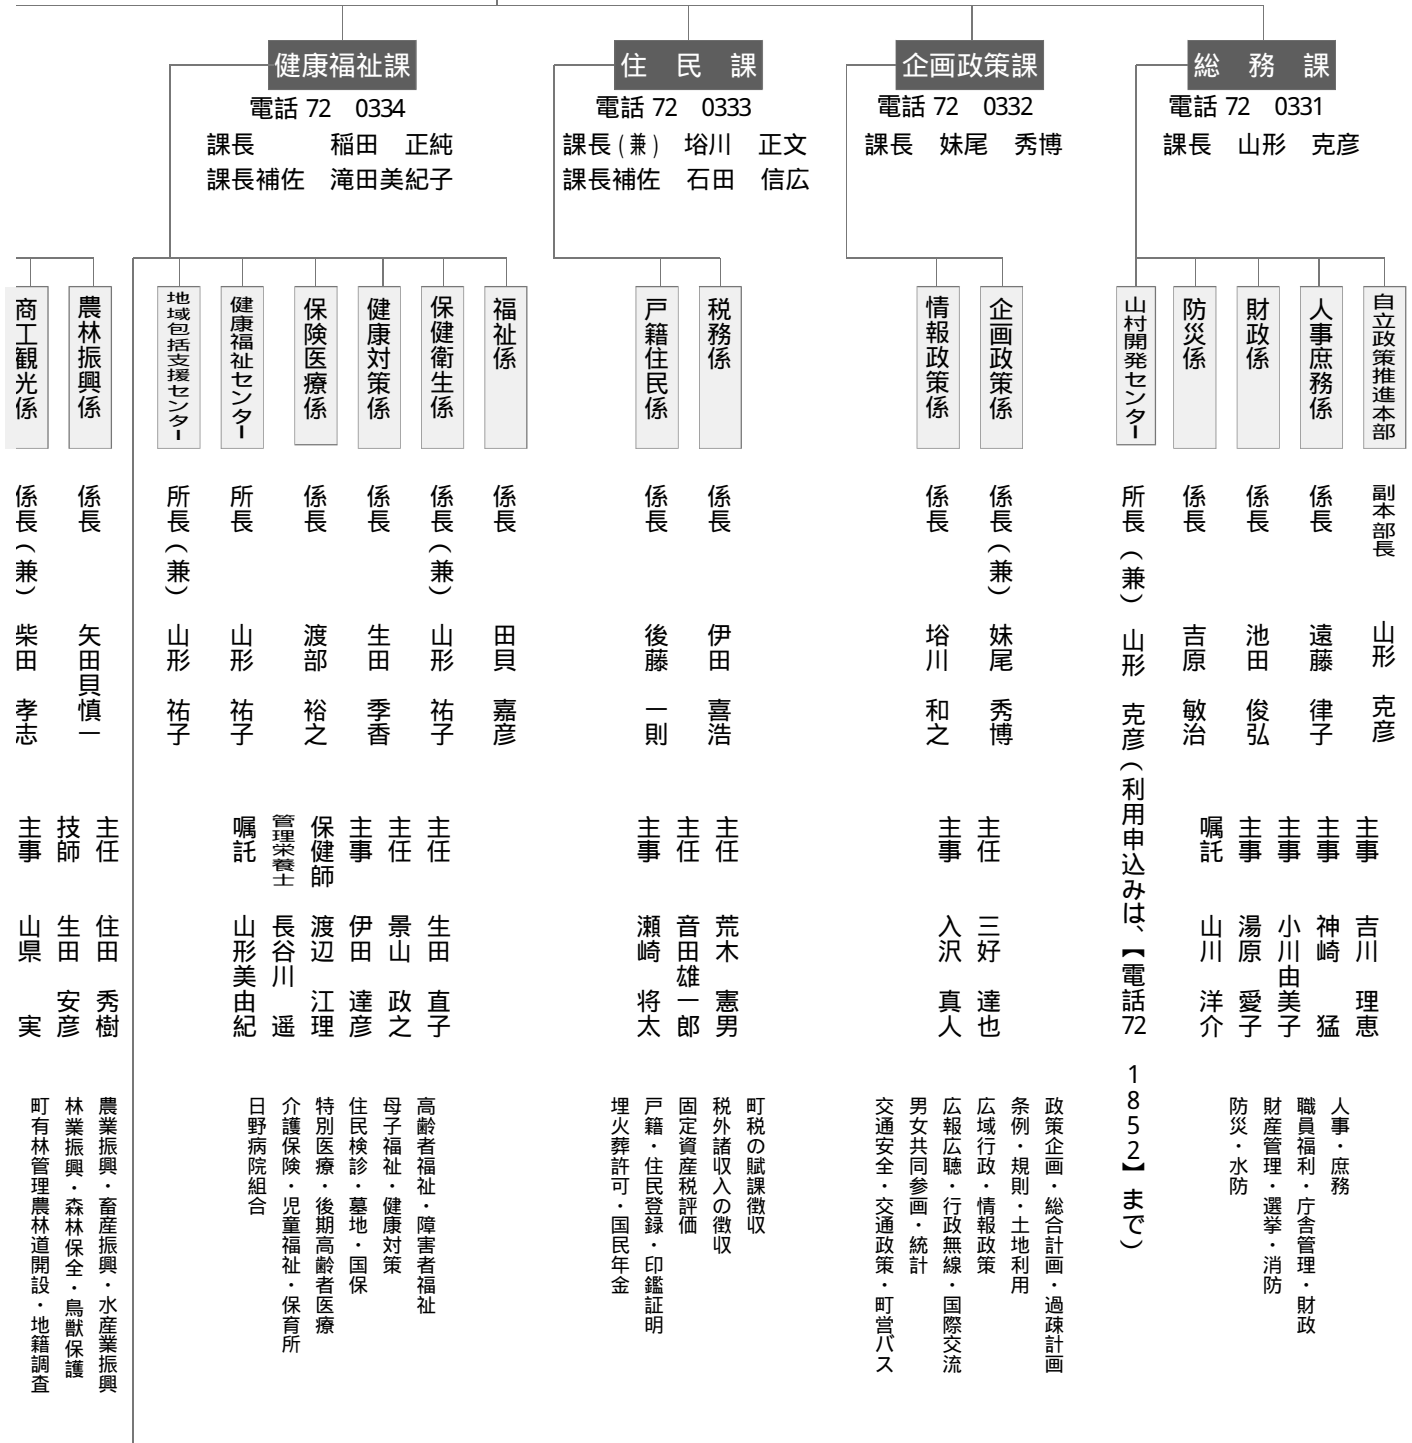 総　務　課
電話 72　0331
課長　山形　克彦
自立政策推進本部
人事庶務係
財政係
防災係
山村開発センター
副本部長　山形　克彦
係長　遠藤　律子
係長　池田　俊弘
係長　吉原　敏治
所長（兼）　山形　克彦（利用申込みは、【電話72　1852】まで）
主事　吉川　理恵
主事　神崎　猛
主事　小川由美子
主事　湯原　愛子
嘱託　山川　洋介
人事・庶務
職員福利・庁舎管理・財政
財産管理・選挙・消防
防災・水防
企画政策課
電話 72　0332
課長　妹尾　秀博
企画政策係
情報政策係
係長（兼）　妹尾　秀博
係長　塔川　和之
主任　三好　達也
主事　入沢　真人
政策企画・総合計画・過疎計画
条例・規則・土地利用
広域行政・情報政策
広報広聴・行政無線・国際交流
男女共同参画・統計
交通安全・交通政策・町営バス
住　民　課
電話 72　0333
課長(兼)　塔川　正文
課長補佐　石田　信広
税務係
戸籍住民係
係長　伊田　喜浩
係長　後藤　一則
主任　荒木　憲男
主任　音田雄一郎
主事　瀬崎　将太
町税の賦課徴収
税外諸収入の徴収
固定資産税評価
戸籍・住民登録・印鑑証明
埋火葬許可・国民年金
健康福祉課
電話 72　0334
課長　稲田　正純
課長補佐　滝田美紀子
福祉係
保健衛生係
健康対策係
保険医療係
健康福祉センター
地域包括支援センター
係長　田貝　嘉彦
係長（兼）　山形　祐子
係長　生田　季香
係長　渡部　裕之
所長　山形　祐子
所長（兼）　山形　祐子
主任　生田　直子
主任　景山　政之
主事　伊田　達彦
保健師　渡辺　江理
管理栄養士　長谷川　遥
嘱託　山形美由紀
高齢者福祉・障害者福祉
母子福祉・健康対策
住民検診・墓地・国保
特別医療・後期高齢者医療
介護保険・児童福祉・保育所
日野病院組合
農林振興係
商工観光係
係長　矢田貝慎一
係長（兼）　柴田　孝志
主任　住田　秀樹
技師　生田　安彦
主事　山県　実
農業振興・畜産振興・水産業振興
林業振興・森林保全・鳥獣保護
町有林管理農林道開設・地籍調査